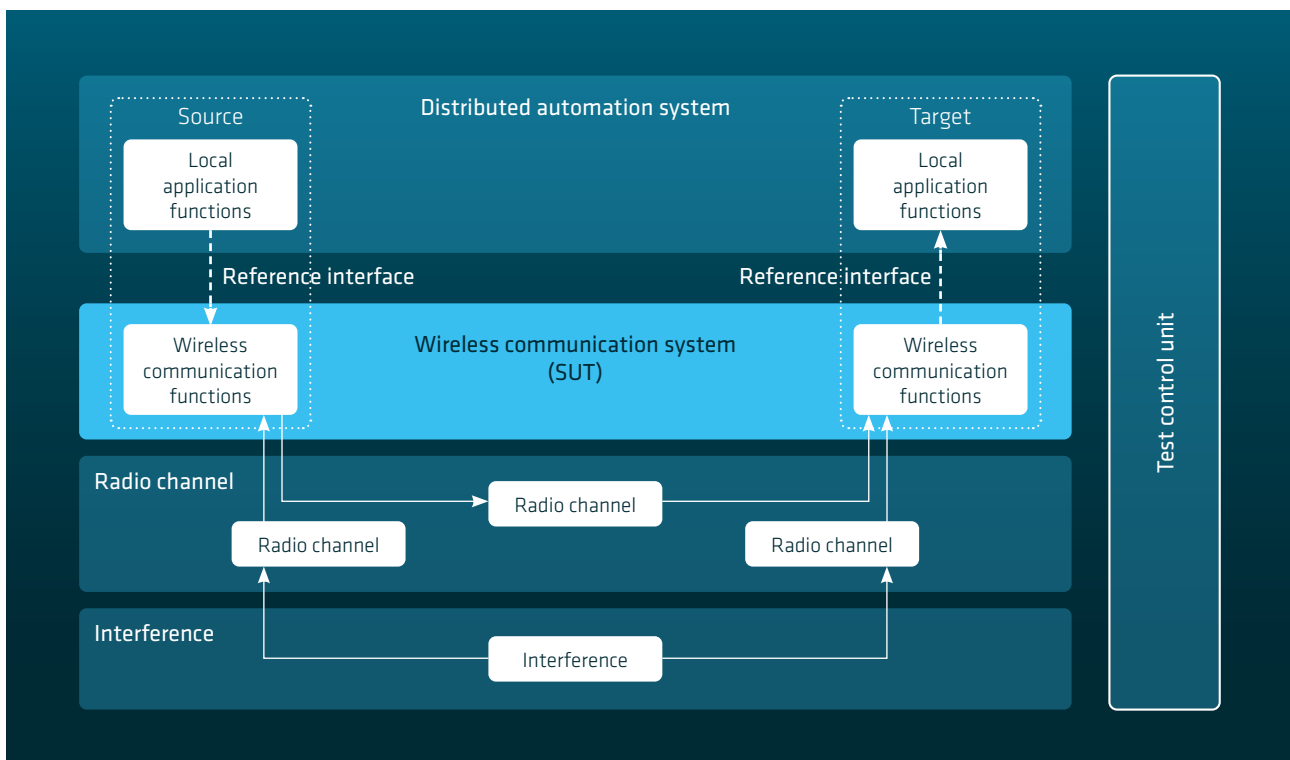 Distributed automation system
Source
Target
Local
application
functions
Local
application
functions
Reference interface
Reference interface
Wireless communication system
(SUT)
Wireless
communication
functions
Wireless
communication
functions
Radio channel
Radio channel
Radio channel
Radio channel
Interference
Interference
Test control unit